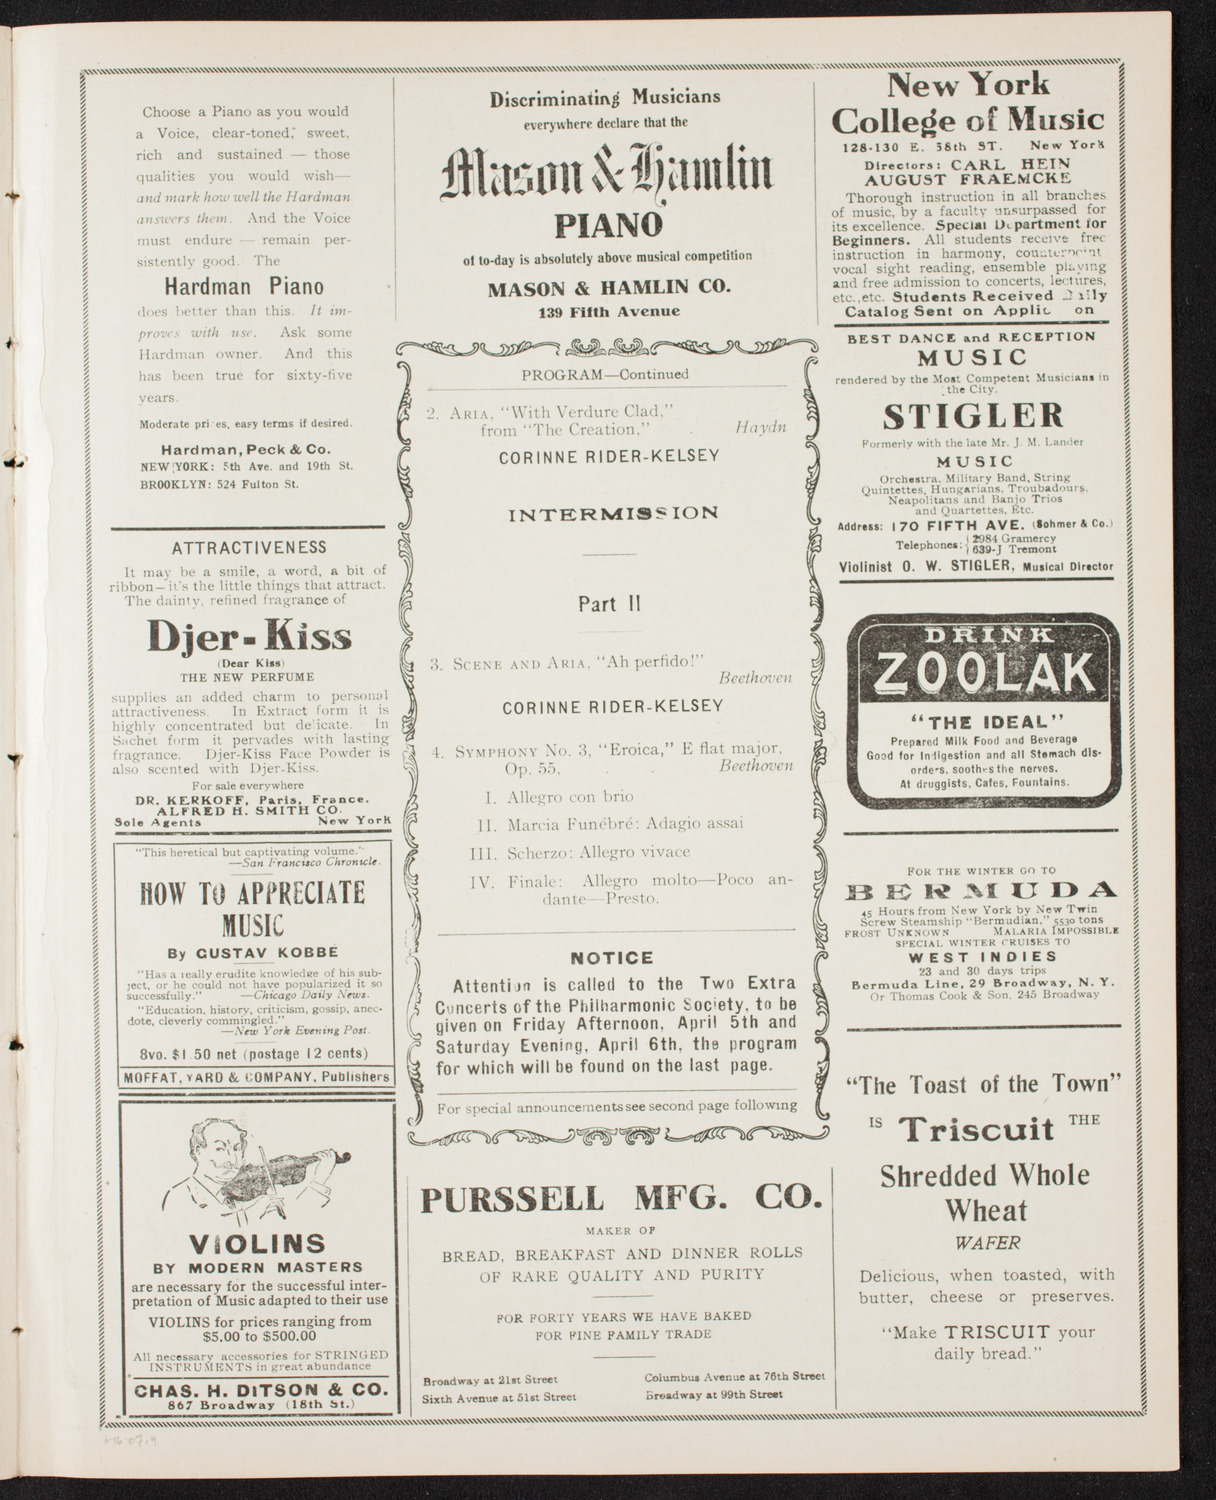 Choose a Piano as you would
a Voice, clear-toned, sweet,
rich and sustained — those
qualities you would wish—
and mark how well the Hardman
answers them. And the Voice
must endure — remain per-
sistently good. The
Hardman Piano
does better than this. It im-
proves with use. Ask some
Hardman owner. And this
has been true for sixty-five
years.
Moderate pri es, easy terms if desired.
Hardman, Peck & Co.
NEW YORK: 5th Ave. and 19th St.
BROOKLYN: 524 Fulton St.
ATTRACTIVENESS
It may be a smile, a word, a bit of
ribbon—it's the little things that attract.
The dainty, refined fragrance of
Djer-Kiss
(Dear Kiss)
THE NEW PERFUME
supplies an added charm to personal
attractiveness. In Extract form it is
highly concentrated but delicate. In
Sachet form it pervades with lasting
fragrance. Djer-Kiss Face Powder is
also scented with Djer-Kiss.
For sale everywhere
DR. KERKOFF, Paris, France.
ALFRED H. SMITH CO.
Sole Agents New York
"This heretical but captivating volume."
—San Francisco Chronicle.
HOW TO APPRECIATE
MUSIC
By GUSTAV KOBBÉ
"Has a really erudite knowledge of his sub-
ject, or he could not have popularized it so
successfully." —Chicago Daily News.
"Education, history, criticism, gossip, anec-
dote, cleverly commingled."
—New York Evening Post.
8vo. $1.50 net (postage 12 cents)
MOFFAT, YARD & COMPANY, Publishers
VIOLINS
BY MODERN MASTERS
are necessary for the successful inter-
pretation of Music adapted to their use
VIOLINS for prices ranging from
$5.00 to $500.00
All necessary accessories for STRINGED
INSTRUMENTS in great abundance
CHAS. H. DITSON & CO.
867 Broadway (18th St.)
Discriminating Musicians
everywhere declare that the
Mason & Hamlin
PIANO
of to-day is absolutely above musical competition
MASON & HAMLIN CO.
139 Fifth Avenue
PROGRAM—Continued
2. ARIA, "With Verdure Clad,"
from "The Creation," . Haydn
CORINNE RIDER-KELSEY
INTERMISSION
Part II
3. SCENE AND ARIA, "Ah perfido!"
Beethoven
CORINNE RIDER-KELSEY
4. SYMPHONY NO. 3, "Eroica," E flat major,
Op. 55, . . Beethoven
I. Allegro con brio
II. Marcia Funébré: Adagio assai
III. Scherzo: Allegro vivace
IV. Finale: Allegro molto—Poco an-
dante—Presto.
NOTICE
Attention is called to the Two Extra
Concerts of the Philharmonic Society, to be
given on Friday Afternoon, April 5th and
Saturday Evening, April 6th, the program
for which will be found on the last page.
For special announcements see second page following
PURSSELL MFG. CO.
MAKER OF
BREAD, BREAKFAST AND DINNER ROLLS
OF RARE QUALITY AND PURITY
FOR FORTY YEARS WE HAVE BAKED
FOR FINE FAMILY TRADE
Broadway at 21st Street Columbus Avenue at 76th Street
Sixth Avenue at 51st Street Broadway at 99th Street
New York
College of Music
128-130 E. 58th ST. New York
Directors: CARL HEIN
AUGUST FRAEMCKE
Thorough instruction in all branches
of music, by a faculty unsurpassed for
its excellence. Special Department for
Beginners. All students receive free
instruction in harmony, counterpoint
vocal sight reading, ensemble playing
and free admission to concerts, lectures,
etc., etc. Students Received Daily
Catalog Sent on Applic on
BEST DANCE and RECEPTION
MUSIC
rendered by the Most Competent Musicians in
the City.
STIGLER
Formerly with the late Mr. J. M. Lander
MUSIC
Orchestra, Military Band, String
Quintettes, Hungarians, Troubadours,
Neapolitans and Banjo Trios
and Quartettes, Etc.
Address: 170 FIFTH AVE. (Sohmer & Co.)
Telephones: { 2984 Gramercy
639-J Tremont
Violinist O. W. STIGLER, Musical Director
DRINK
ZOOLAK
"THE IDEAL"
Prepared Milk Food and Beverage
Good for Indigestion and all Stomach dis-
orders, soothes the nerves.
At druggists, Cafes, Fountains.
FOR THE WINTER GO TO
BERMUDA
45 Hours from New York by New Twin
Screw Steamship "Bermudian," 5530 tons
FROST UNKNOWN MALARIA IMPOSSIBLE
SPECIAL WINTER CRUISES TO
WEST INDIES
23 and 30 days trips
Bermuda Line, 29 Broadway, N. Y.
Or Thomas Cook & Son, 245 Broadway
"The Toast of the Town"
IS Triscuit THE
Shredded Whole
Wheat
WAFER
Delicious, when toasted, with
butter, cheese or preserves.
"Make TRISCUIT your
daily bread."